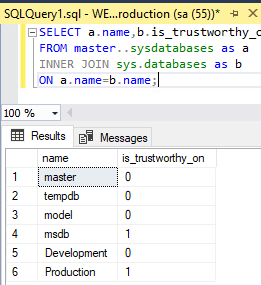 SQLQuery1.sql - WE...roduction (sa (55))*
SELECT a.name,b.is_trustworthy_o
FROM master..sysdatabases as a
INNER JOIN sys.databases as b
ON a.name=b.name;
100 %
Results Messages
name is_trustworthy_on
1 master 0
2 tempdb 0
3 model 0
4 msdb 1
5 Development 0
6 Production 1